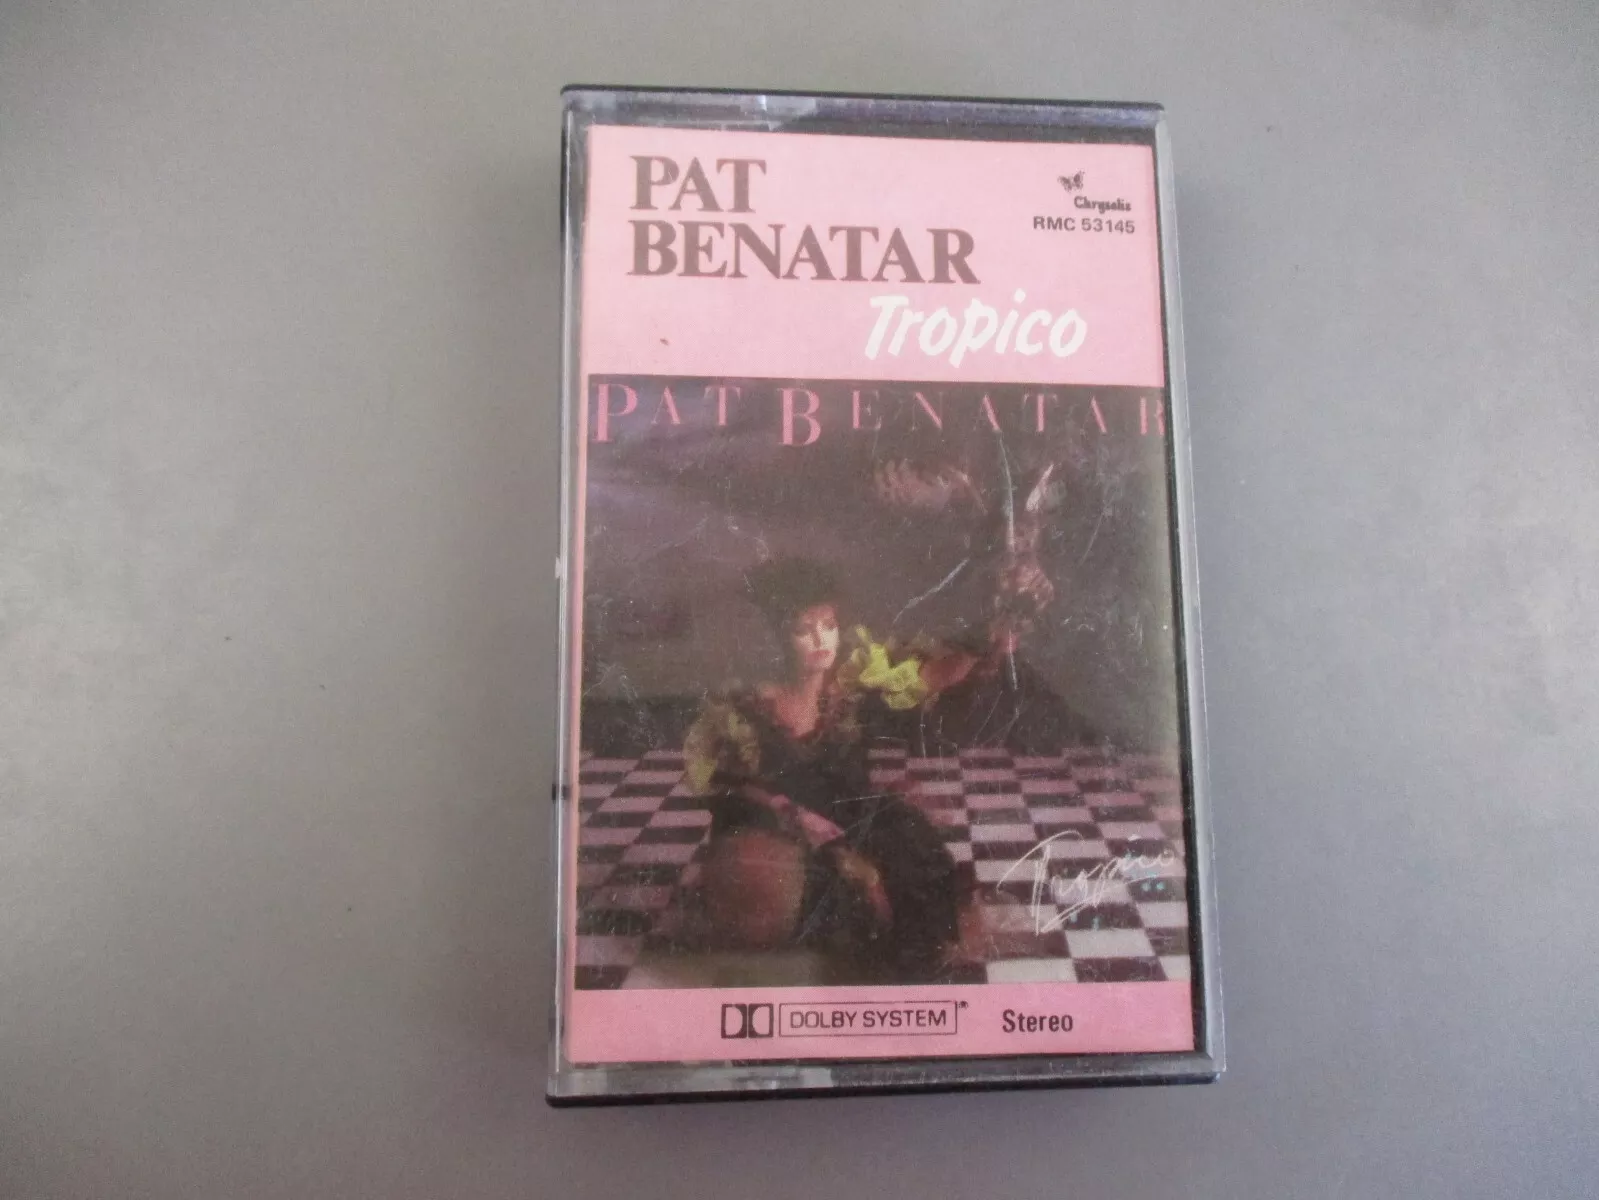 PAT
BENATAR
Chrysalis
RMC 53145
Tropico
PAT BENATAR
Tropico
DOLBY SYSTEM®
Stereo